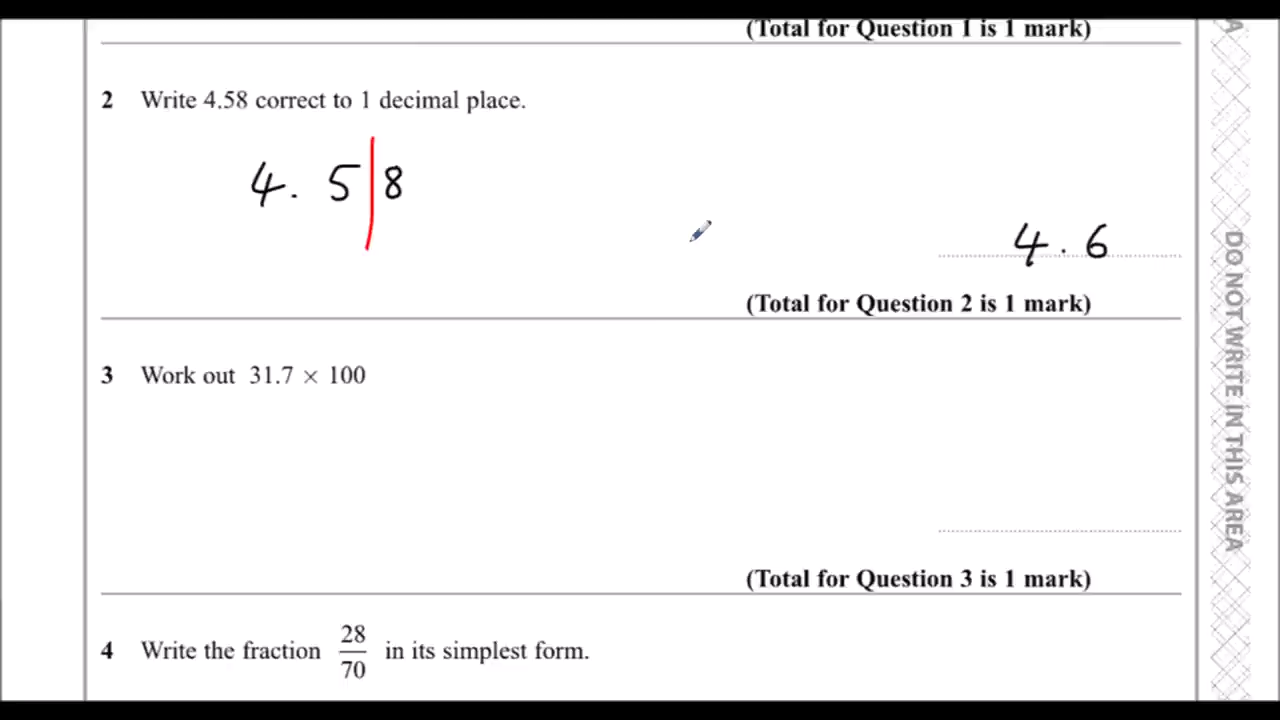 (Total for Question 1 is 1 mark)
2 Write 4.58 correct to 1 decimal place.
4.58
4.6
(Total for Question 2 is 1 mark)
3 Work out 31.7 × 100
(Total for Question 3 is 1 mark)
4 Write the fraction 28/70 in its simplest form.
A
DO NOT WRITE IN THIS AREA